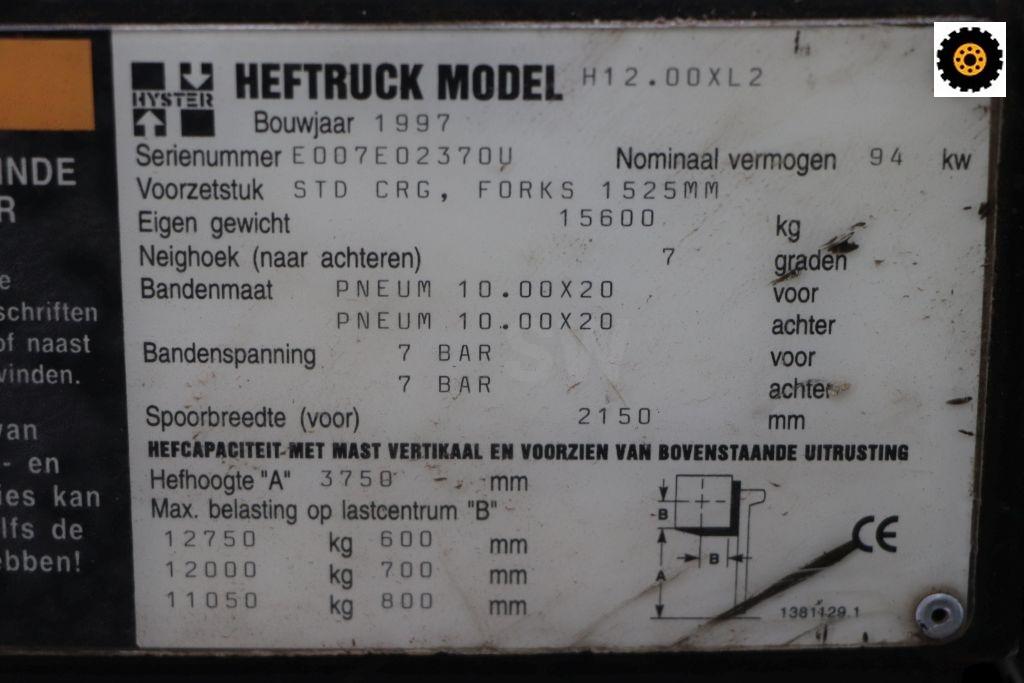 INDE
R
e
schriften
of naast
vinden.
van
- en
ies kan
elfs de
ebben!
HYSTER
HEFTRUCK MODEL H12.00XL2
Bouwjaar 1997
Serienummer E007E02370U Nominaal vermogen 94 kw
Voorzetstuk STD CRG, FORKS 1525MM
Eigen gewicht 15600 kg
Neighoek (naar achteren) 7 graden
Bandenmaat PNEUM 10.00X20 voor
PNEUM 10.00X20 achter
Bandenspanning 7 BAR voor
7 BAR achter
Spoorbreedte (voor) 2150 mm
HEFCAPACITEIT MET MAST VERTIKAAL EN VOORZIEN VAN BOVENSTAANDE UITRUSTING
Hefhoogte "A" 3750 mm
Max. belasting op lastcentrum "B"
12750 kg 600 mm
12000 kg 700 mm
11050 kg 800 mm
B
B
A
CE
1381129.1
SW